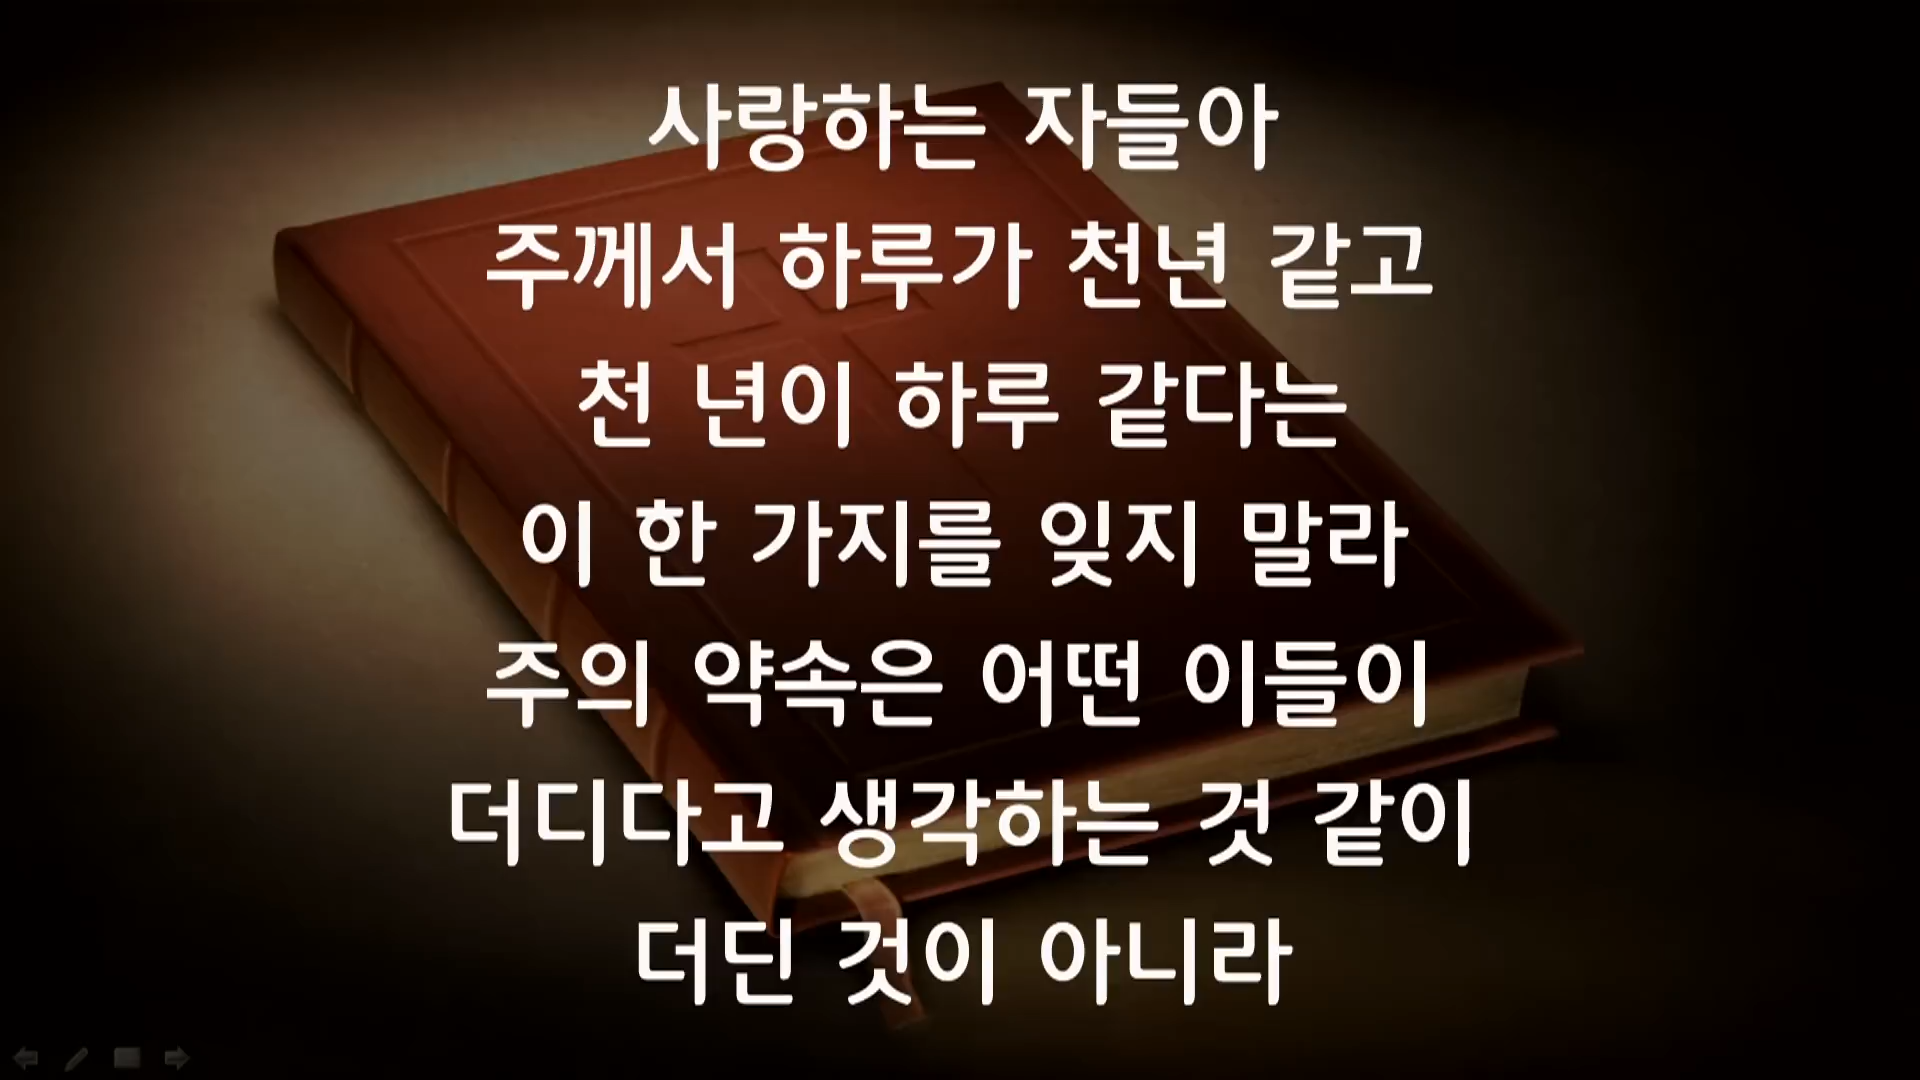 사랑하는 자들아
주께서 하루가 천년 같고
천 년이 하루 같다는
이 한 가지를 잊지 말라
주의 약속은 어떤 이들이
더디다고 생각하는 것 같이
더딘 것이 아니라